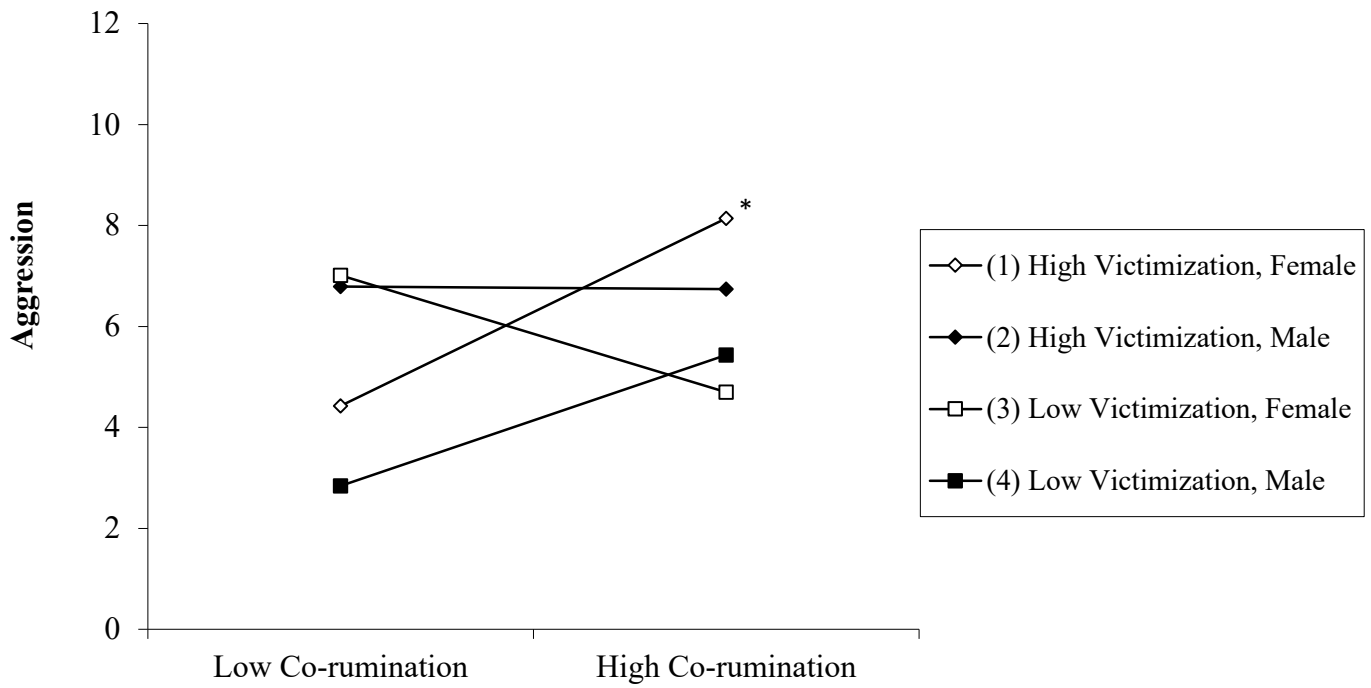 12
10
8
6
4
2
0
Aggression
*
Low Co-rumination
High Co-rumination
(1) High Victimization, Female
(2) High Victimization, Male
(3) Low Victimization, Female
(4) Low Victimization, Male